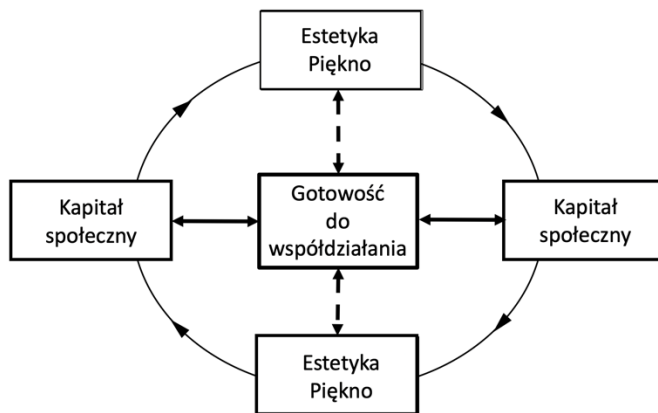 Estetyka
Piękno
Kapitał
społeczny
Gotowość
do
współdziałania
Kapitał
społeczny
Estetyka
Piękno